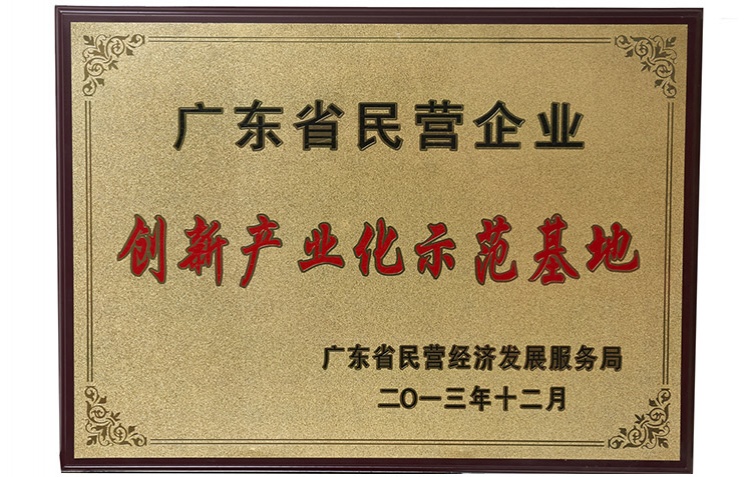 广东省民营企业
创新产业化示范基地
广东省民营经济发展服务局
二〇一三年十二月